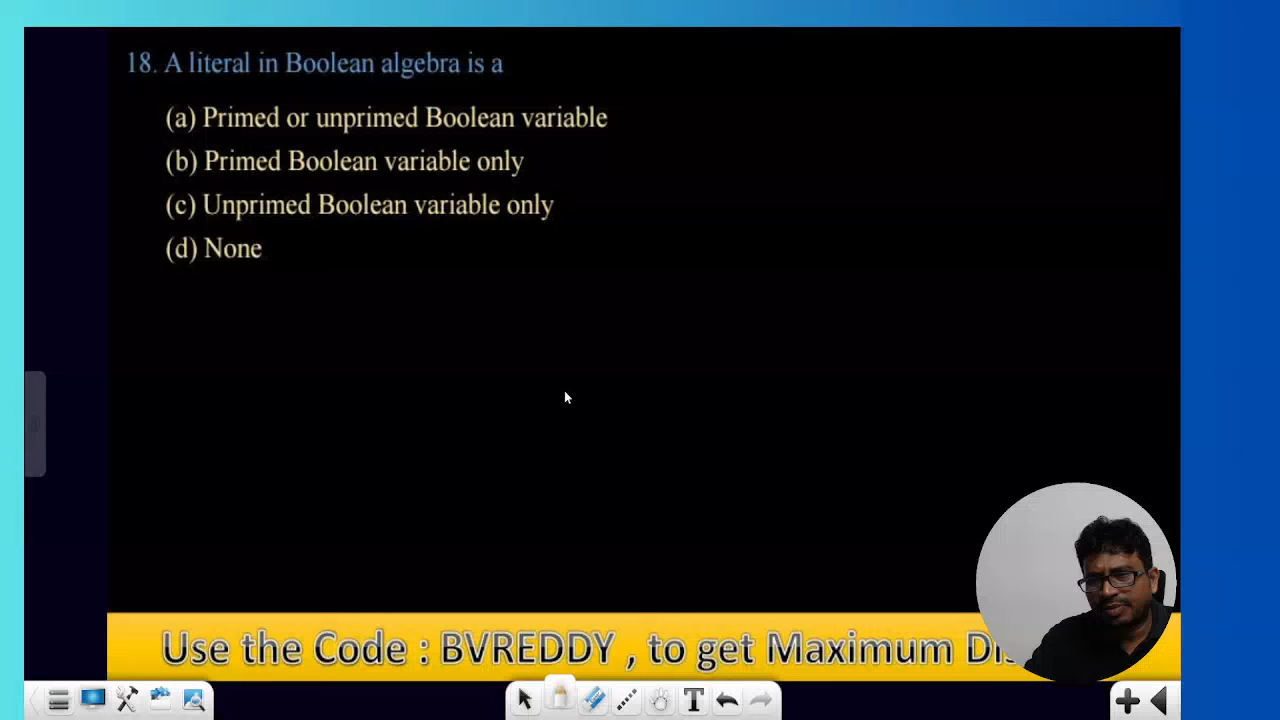 18. A literal in Boolean algebra is a
(a) Primed or unprimed Boolean variable
(b) Primed Boolean variable only
(c) Unprimed Boolean variable only
(d) None
Use the Code : BVREDDY , to get Maximum
T